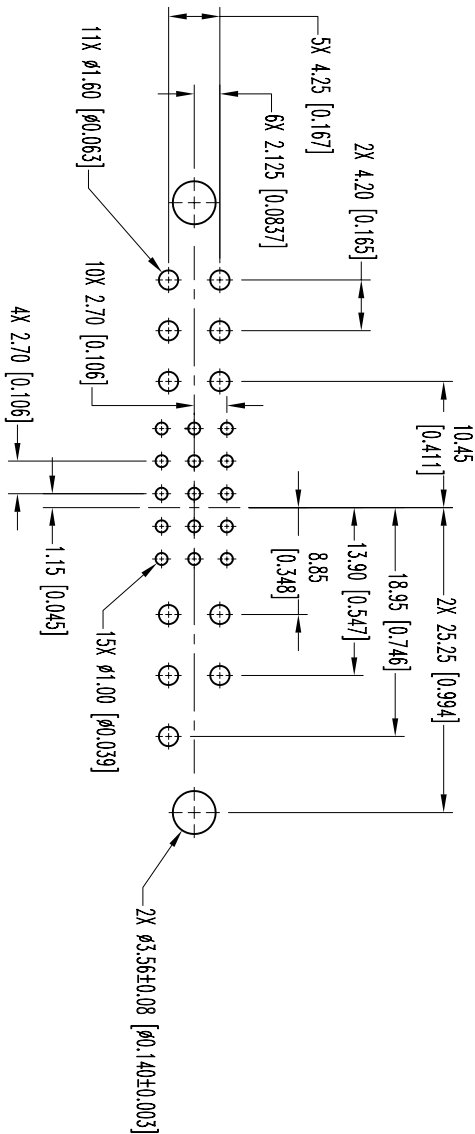 5X 4.25
[0.167]
6X 2.125 [0.0837]
2X 4.20
[0.165]
10.45
[0.411]
2X 25.25
[0.994]
18.95
[0.746]
13.90
[0.547]
8.85
[0.348]
11X ø1.60 [ø0.063]
10X 2.70
[0.106]
4X 2.70
[0.106]
1.15 [0.045]
15X ø1.00 [ø0.039]
2X ø3.56±0.08 [ø0.140±0.003]